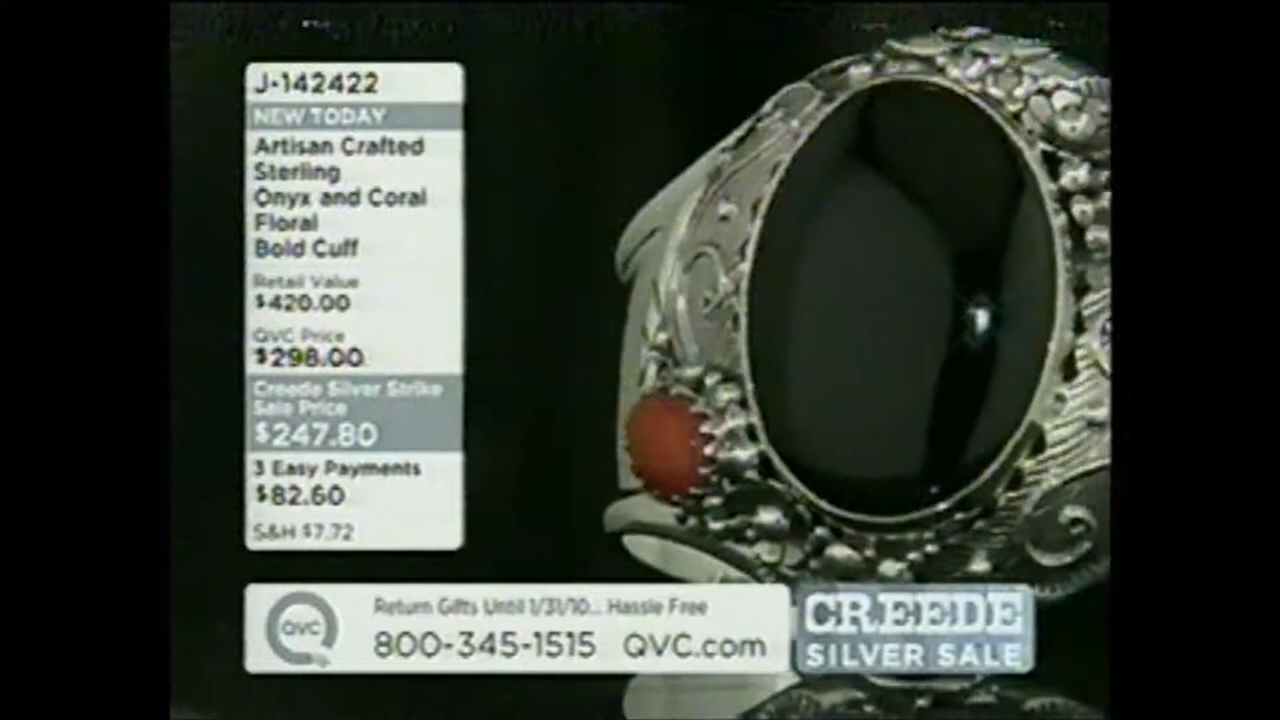 J-142422
NEW TODAY
Artisan Crafted
Sterling
Onyx and Coral
Floral
Bold Cuff
Retail Value
$420.00
QVC Price
$298.00
Creede Silver Strike
Sale Price
$247.80
3 Easy Payments
$82.60
S&H $7.72
QVC
Return Gifts Until 1/31/10... Hassle Free
800-345-1515 QVC.com
CREEDE
SILVER SALE